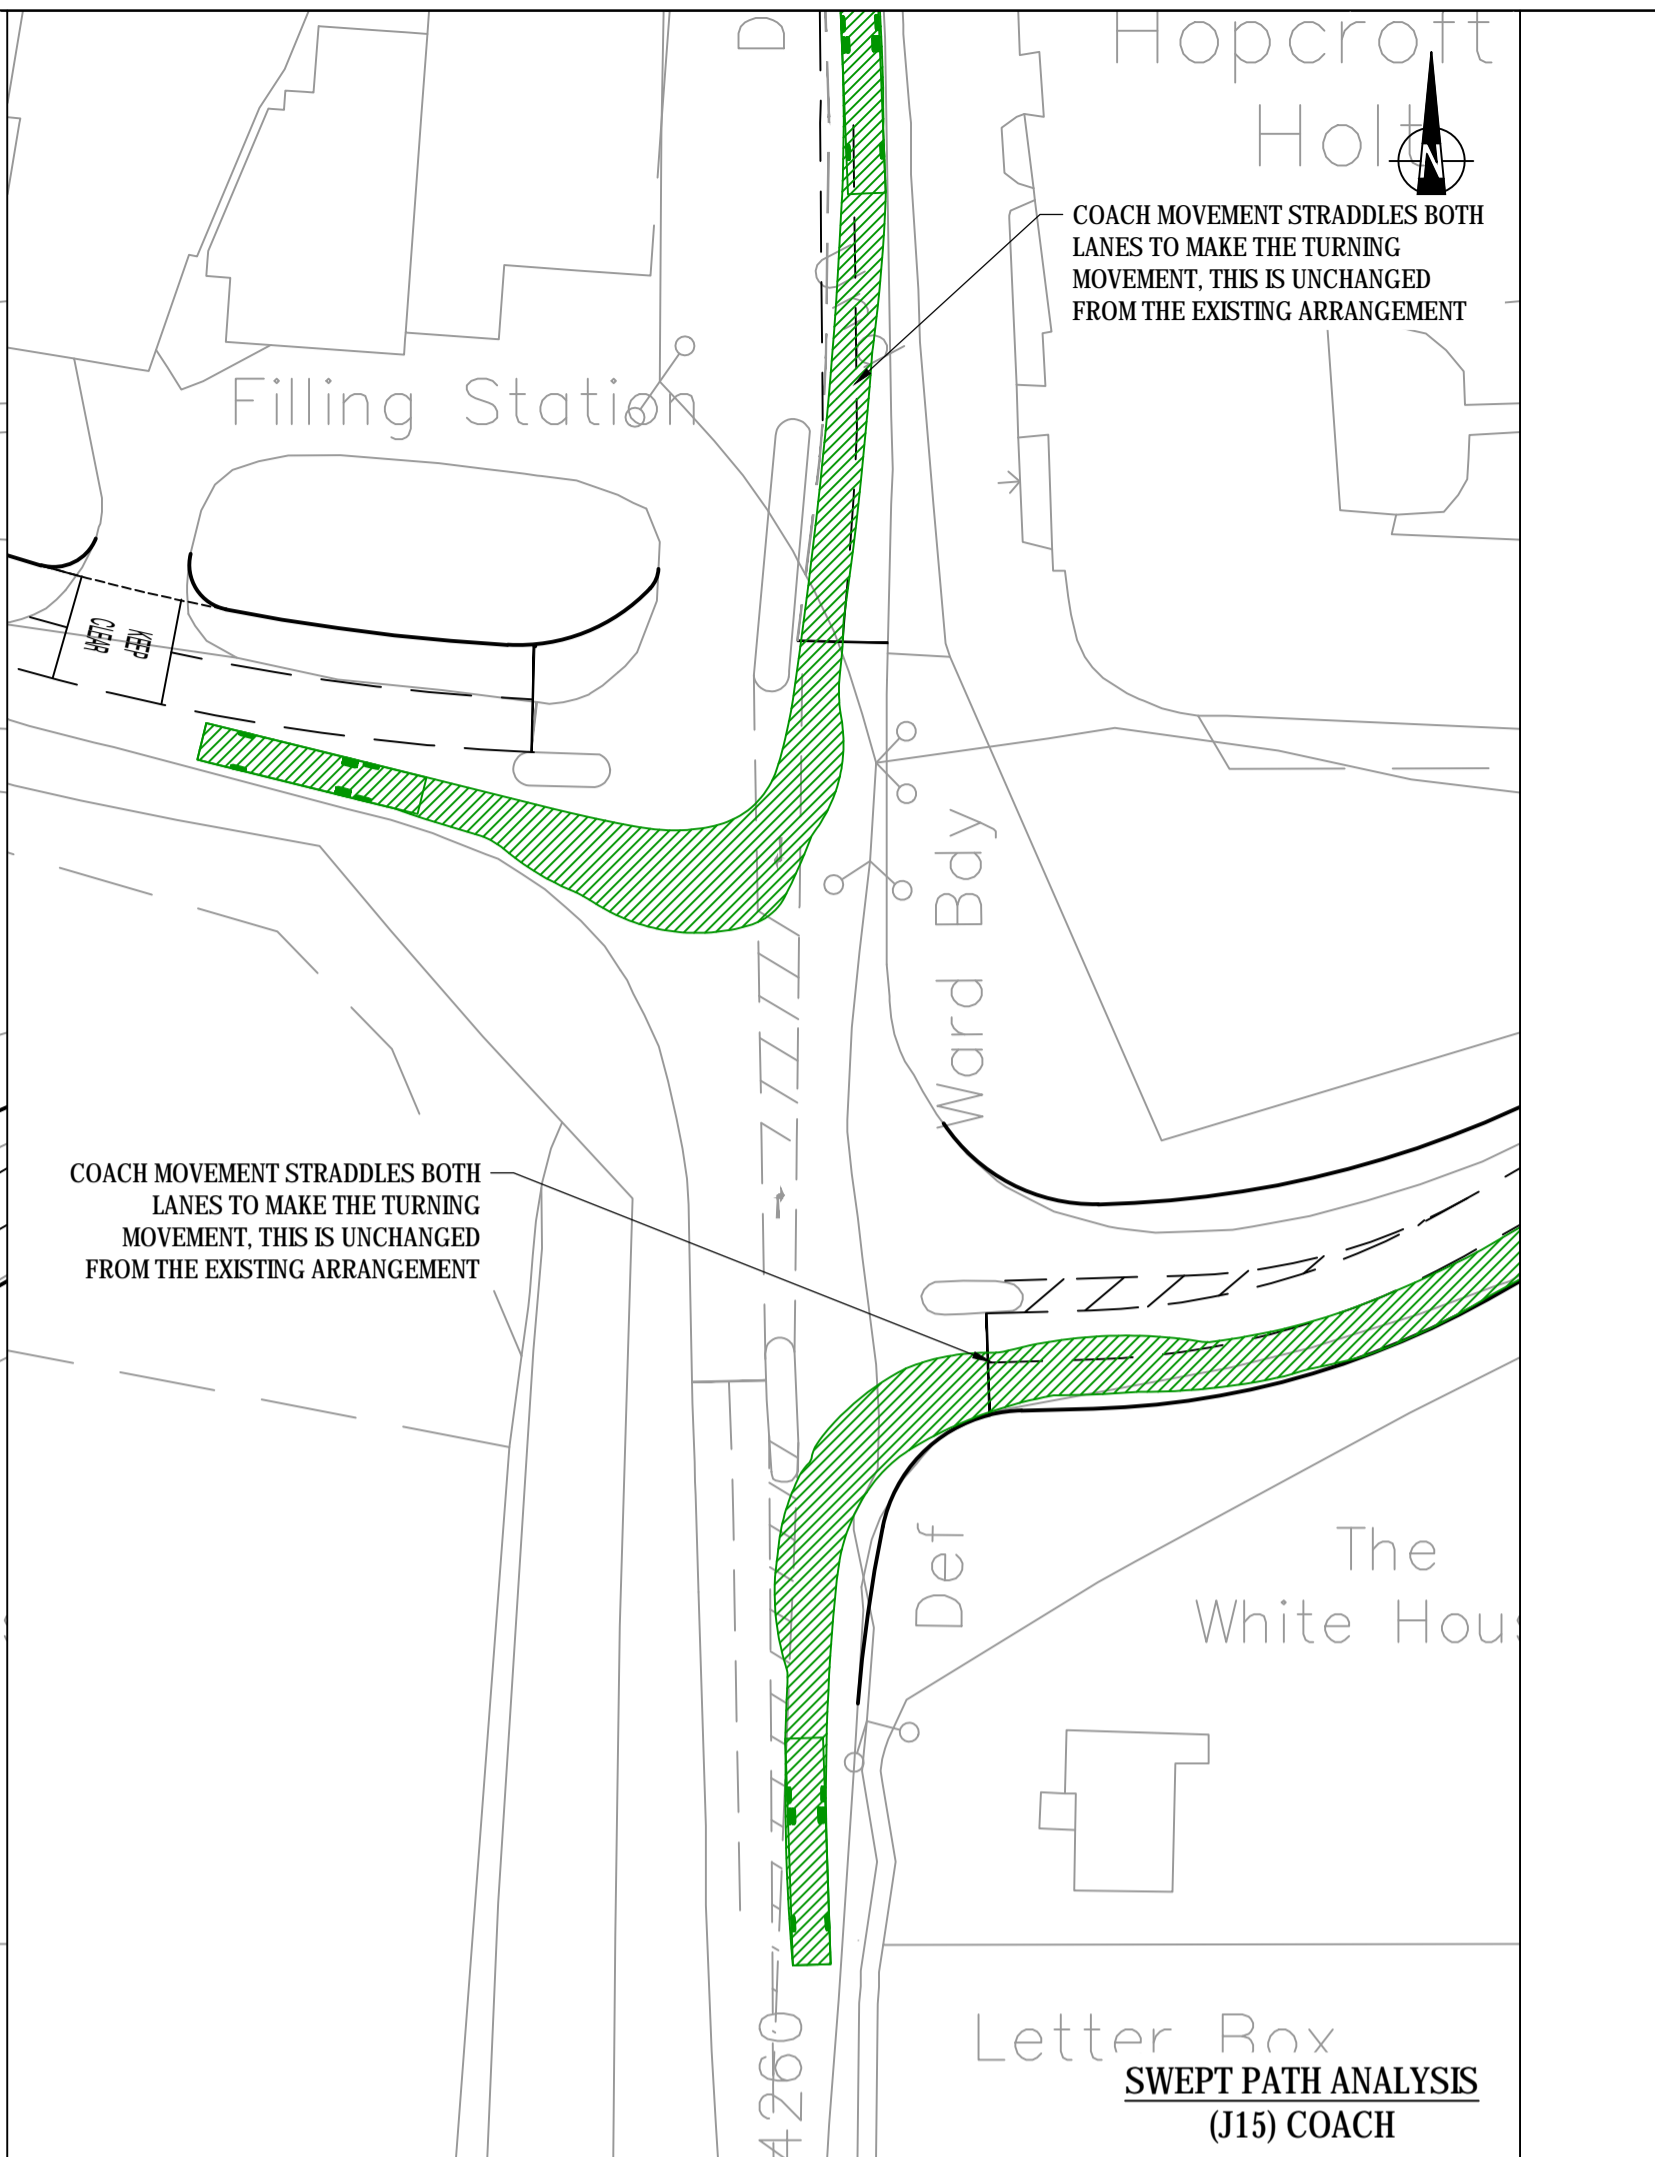 D
Hopcroft
Holt
N
COACH MOVEMENT STRADDLES BOTH
LANES TO MAKE THE TURNING
MOVEMENT, THIS IS UNCHANGED
FROM THE EXISTING ARRANGEMENT
Filling Station
KEEP
CLEAR
Ward Bdy
COACH MOVEMENT STRADDLES BOTH
LANES TO MAKE THE TURNING
MOVEMENT, THIS IS UNCHANGED
FROM THE EXISTING ARRANGEMENT
Def
The
White Hous
4260
Letter Box
SWEPT PATH ANALYSIS
(J15) COACH